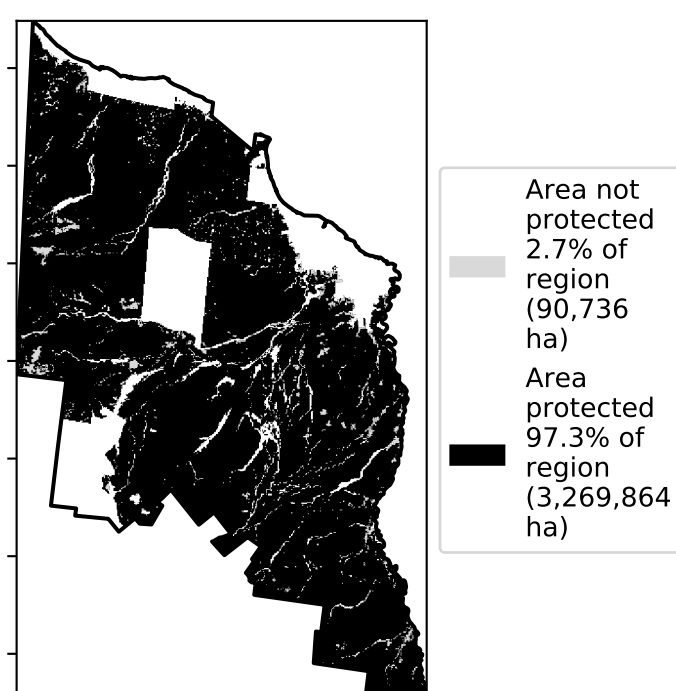 Area not
protected
2.7% of
region
(90,736
ha)
Area
protected
97.3% of
region
(3,269,864
ha)